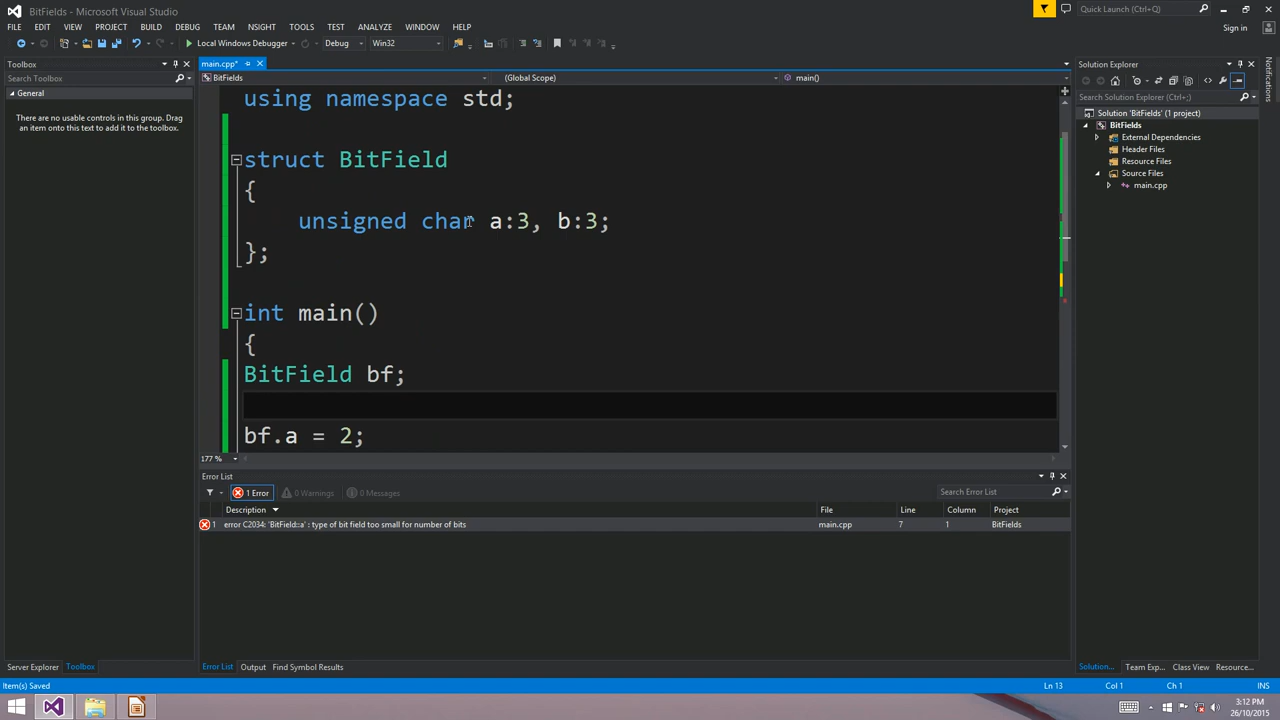 BitFields - Microsoft Visual Studio
Quick Launch (Ctrl+Q)
FILE EDIT VIEW PROJECT BUILD DEBUG TEAM NSIGHT TOOLS TEST ANALYZE WINDOW HELP
Sign in
Local Windows Debugger Debug Win32
Toolbox
Search Toolbox
General
There are no usable controls in this group. Drag
an item onto this text to add it to the toolbox.
main.cpp*
BitFields (Global Scope) main()
using namespace std;
struct BitField
{
unsigned char a:3, b:3;
};
int main()
{
BitField bf;
bf.a = 2;
177 %
Error List
1 Error 0 Warnings 0 Messages
Search Error List
Description File Line Column Project
1 error C2034: 'BitField::a' : type of bit field too small for number of bits main.cpp 7 1 BitFields
Server Explorer Toolbox
Error List Output Find Symbol Results
Solution Explorer
Search Solution Explorer (Ctrl+;)
Solution 'BitFields' (1 project)
BitFields
External Dependencies
Header Files
Resource Files
Source Files
main.cpp
Solution... Team Exp... Class View Resource...
Notifications
Item(s) Saved
Ln 13 Col 1 Ch 1 INS
3:12 PM
26/10/2015